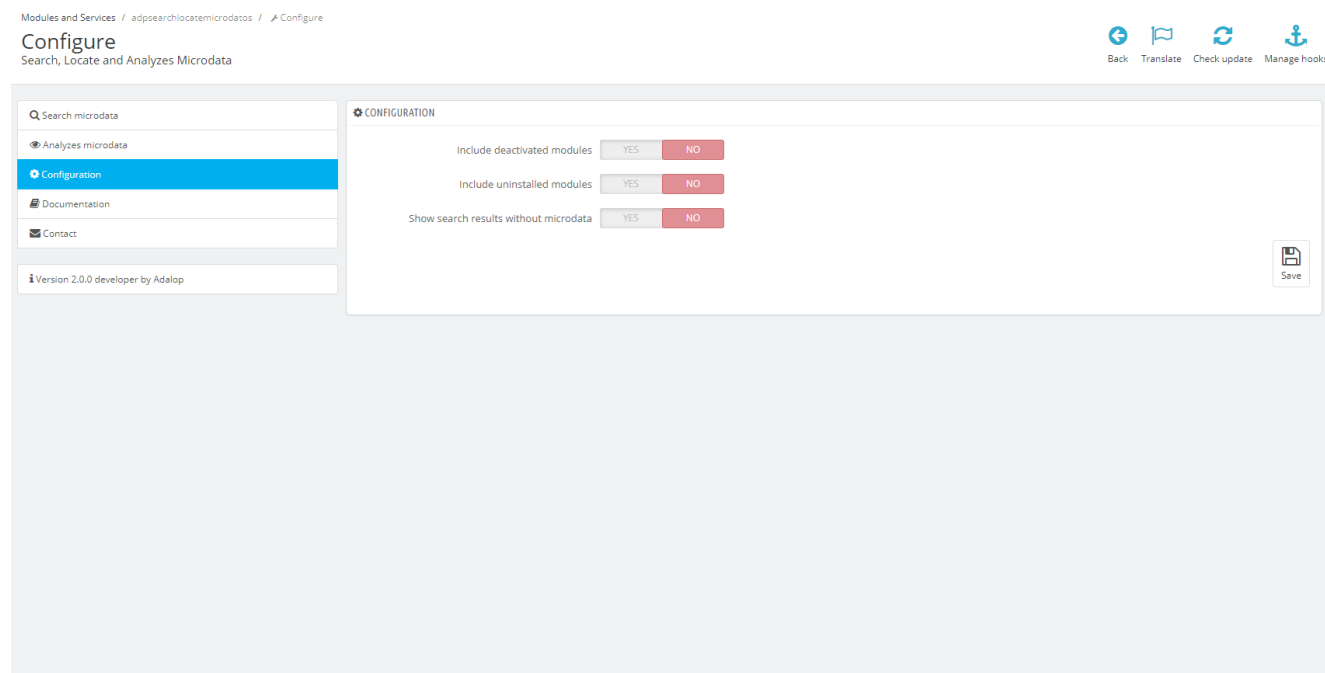 Modules and Services / adpsearchlocatemicrodatos / Configure
Configure
Search, Locate and Analyzes Microdata
Back Translate Check update Manage hooks
Search microdata
Analyzes microdata
Configuration
Documentation
Contact
Version 2.0.0 developer by Adalop
CONFIGURATION
Include deactivated modules YES NO
Include uninstalled modules YES NO
Show search results without microdata YES NO
Save